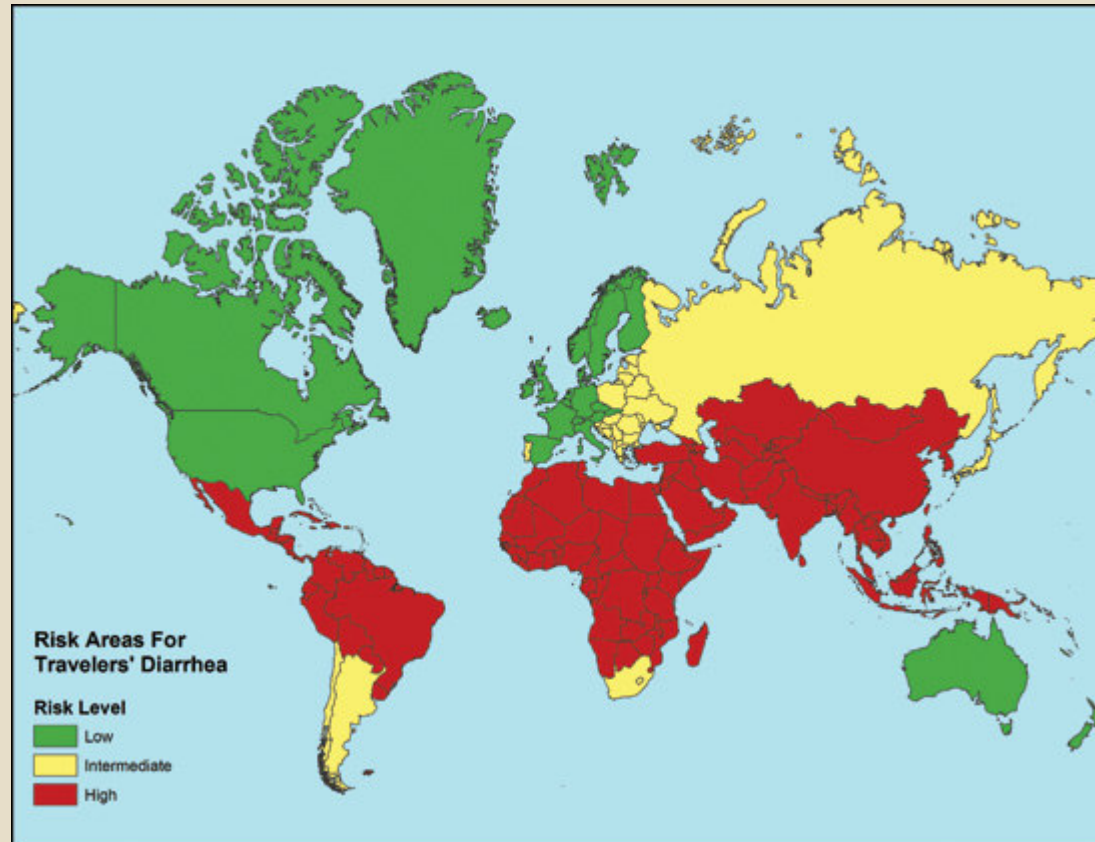 Risk Areas For
Travelers' Diarrhea
Risk Level
Low
Intermediate
High